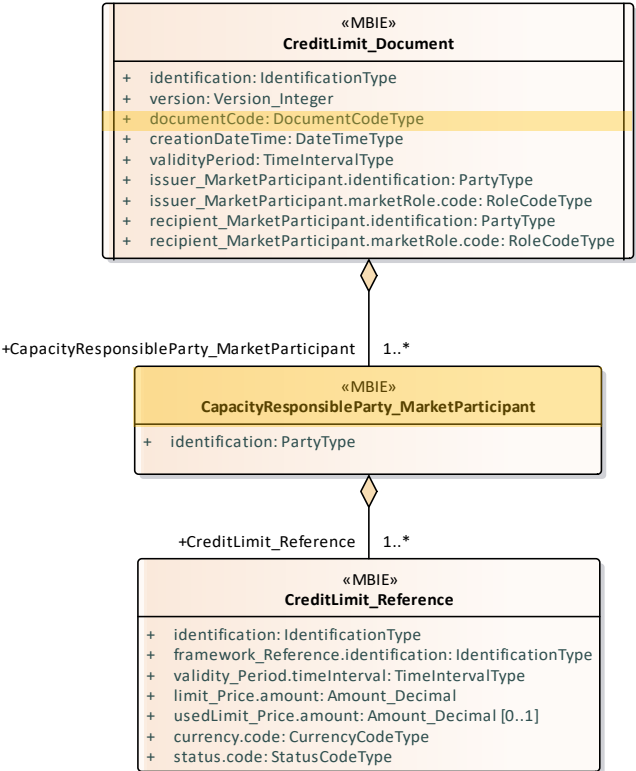 «MBIE»
CreditLimit_Document
+ identification: IdentificationType
+ version: Version_Integer
+ documentCode: DocumentCodeType
+ creationDateTime: DateTimeType
+ validityPeriod: TimeIntervalType
+ issuer_MarketParticipant.identification: PartyType
+ issuer_MarketParticipant.marketRole.code: RoleCodeType
+ recipient_MarketParticipant.identification: PartyType
+ recipient_MarketParticipant.marketRole.code: RoleCodeType
+CapacityResponsibleParty_MarketParticipant 1..*
«MBIE»
CapacityResponsibleParty_MarketParticipant
+ identification: PartyType
+CreditLimit_Reference 1..*
«MBIE»
CreditLimit_Reference
+ identification: IdentificationType
+ framework_Reference.identification: IdentificationType
+ validity_Period.timeInterval: TimeIntervalType
+ limit_Price.amount: Amount_Decimal
+ usedLimit_Price.amount: Amount_Decimal [0..1]
+ currency.code: CurrencyCodeType
+ status.code: StatusCodeType